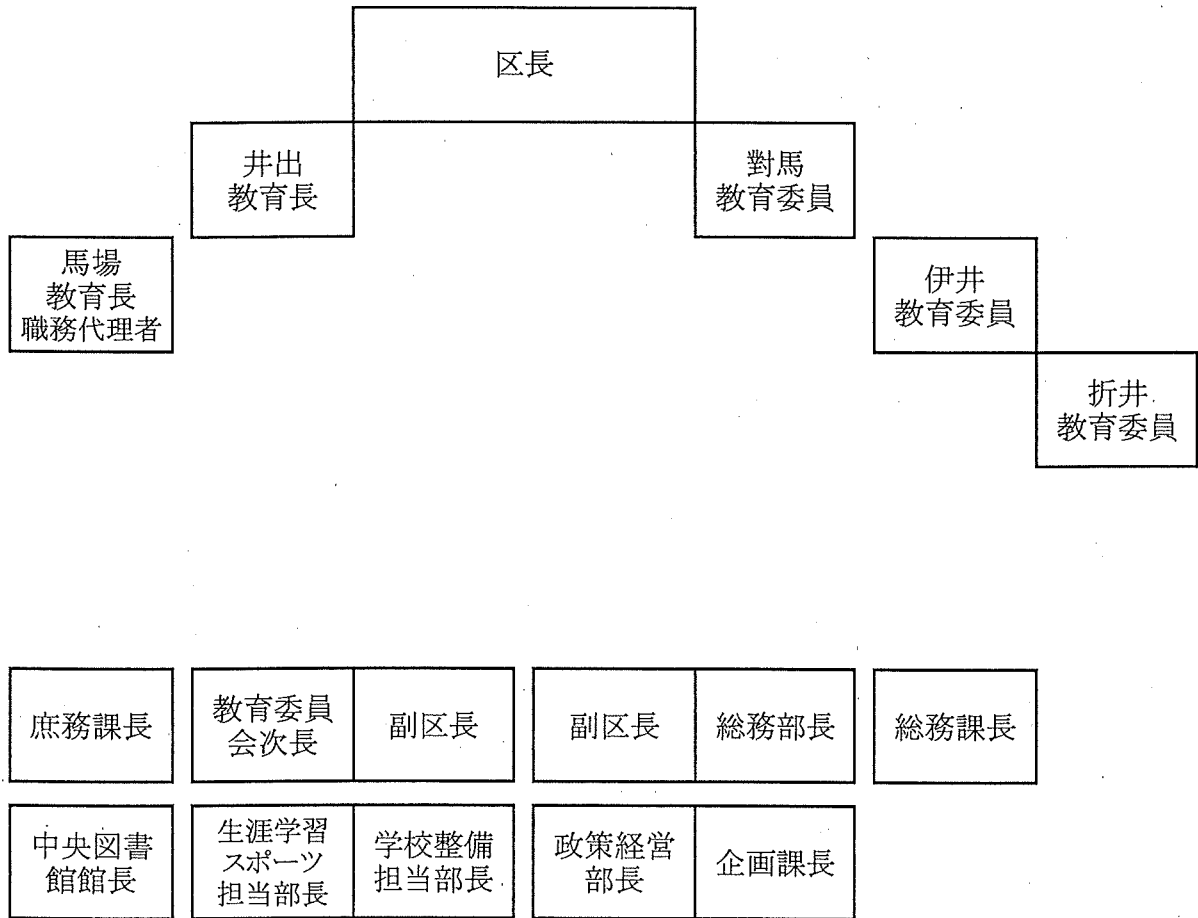 区長
井出
教育長
對馬
教育委員
馬場
教育長
職務代理者
伊井
教育委員
折井
教育委員
庶務課長
教育委員
会次長
副区長
副区長
総務部長
総務課長
中央図書
館館長
生涯学習
スポーツ
担当部長
学校整備
担当部長
政策経営
部長
企画課長